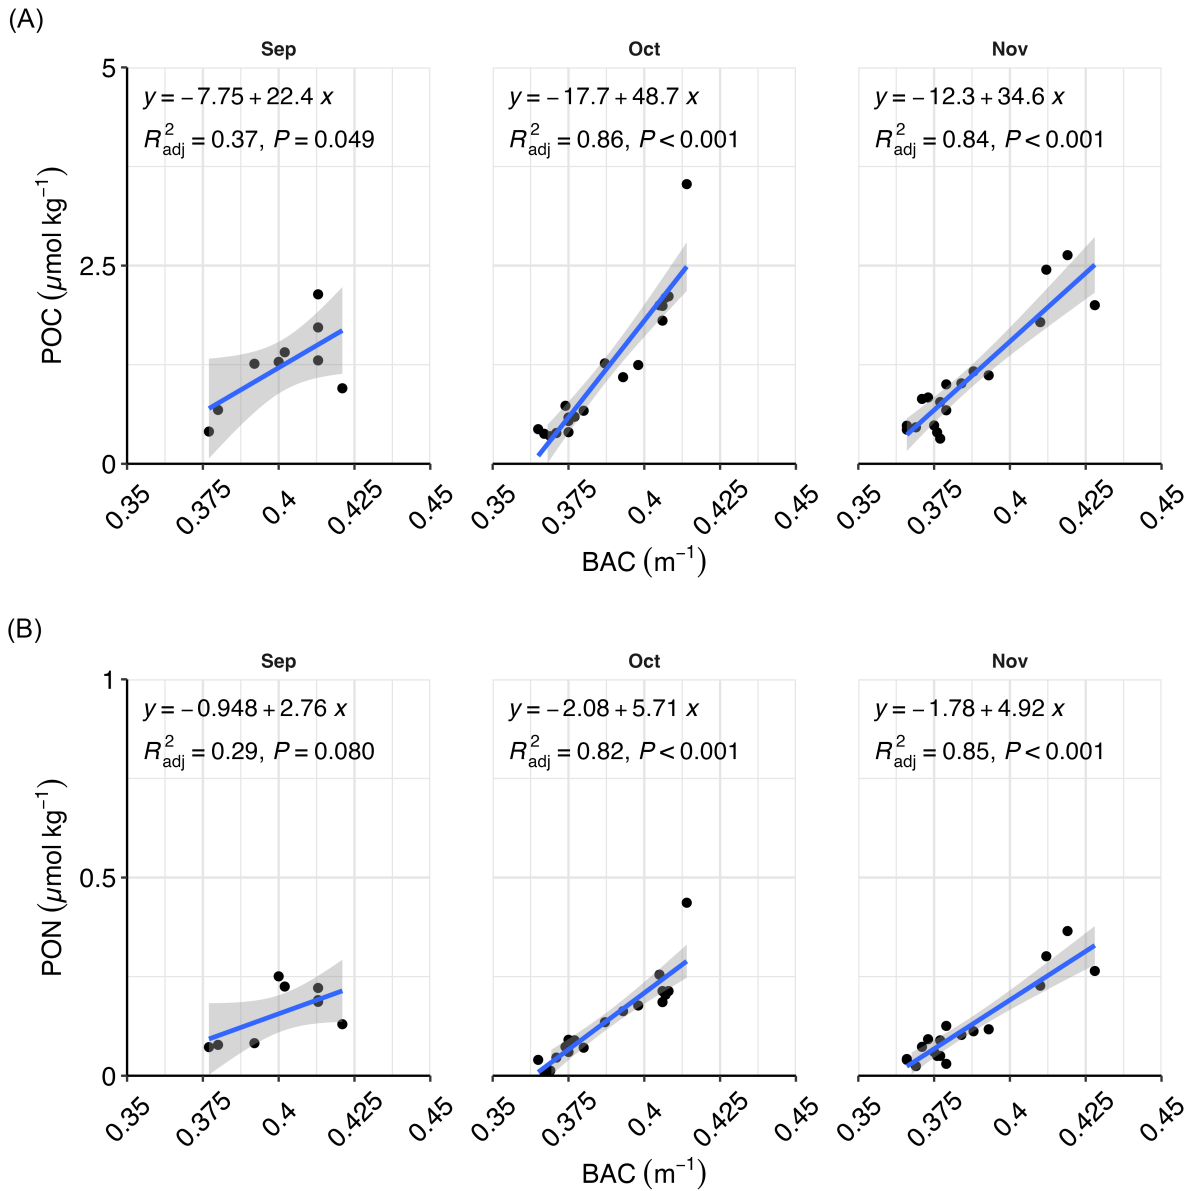 (A)
Sep Oct Nov
y = −7.75 + 22.4 x y = −17.7 + 48.7 x y = −12.3 + 34.6 x
R²adj = 0.37, P = 0.049 R²adj = 0.86, P < 0.001 R²adj = 0.84, P < 0.001
5
2.5
0
POC (μmol kg⁻¹)
0.35 0.375 0.4 0.425 0.45 0.35 0.375 0.4 0.425 0.45 0.35 0.375 0.4 0.425 0.45
BAC (m⁻¹)
(B)
Sep Oct Nov
y = −0.948 + 2.76 x y = −2.08 + 5.71 x y = −1.78 + 4.92 x
R²adj = 0.29, P = 0.080 R²adj = 0.82, P < 0.001 R²adj = 0.85, P < 0.001
1
0.5
0
PON (μmol kg⁻¹)
0.35 0.375 0.4 0.425 0.45 0.35 0.375 0.4 0.425 0.45 0.35 0.375 0.4 0.425 0.45
BAC (m⁻¹)